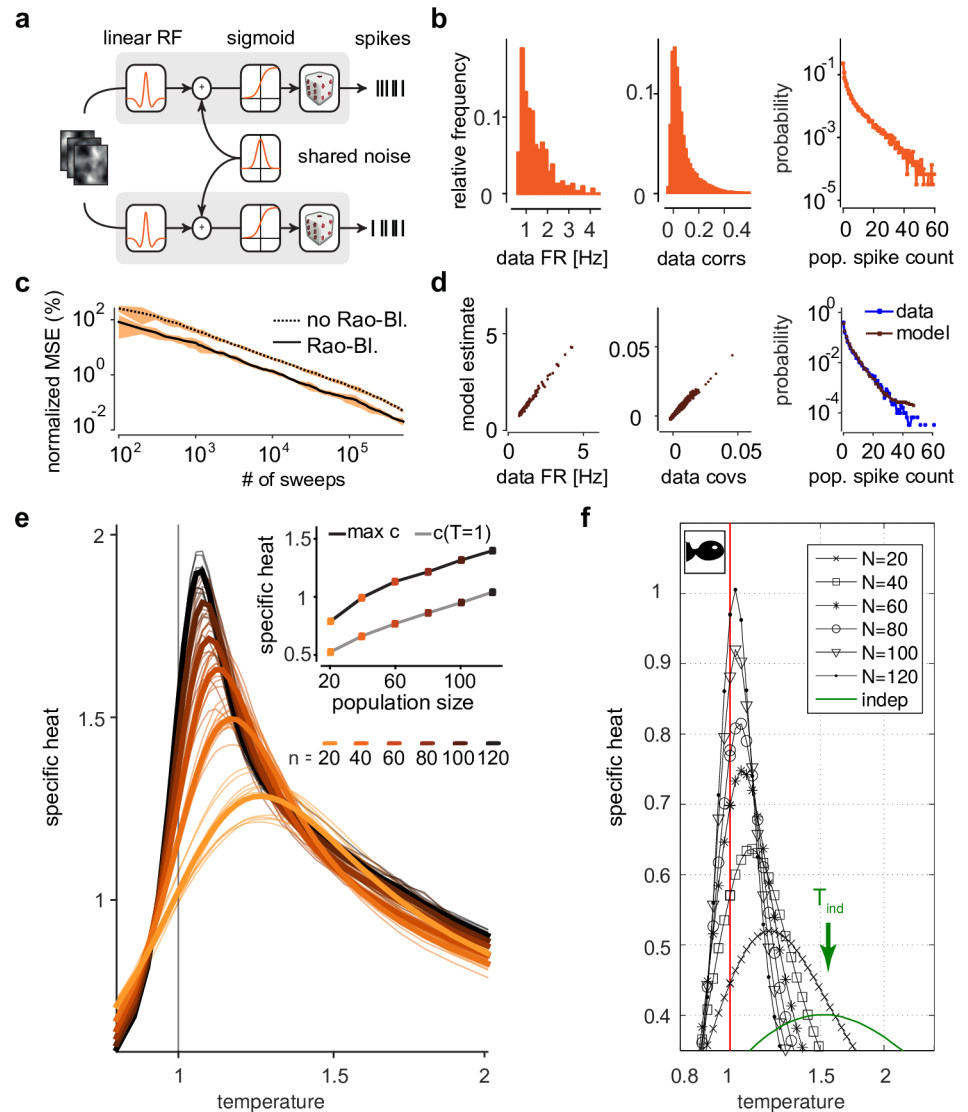 a
linear RF sigmoid spikes
+
shared noise
+
b
relative frequency
0.1
0
1 2 3 4
data FR [Hz]
0.1
0
0 0.2 0.4
data corrs
probability
10^-1
10^-3
10^-5
0 20 40 60
pop. spike count
c
normalized MSE (%)
10^2
10^0
10^-2
no Rao-Bl.
Rao-Bl.
10^2 10^3 10^4 10^5
# of sweeps
d
model estimate
5
0
0 5
data FR [Hz]
0.05
0
0 0.05
data covs
probability
10^0
10^-2
10^-4
data
model
0 20 40 60
pop. spike count
e
specific heat
2
1.5
1
1 2
temperature
specific heat
1.5
1
0.5
max c c(T=1)
20 60 100
population size
n = 20 40 60 80 100 120
f
specific heat
1
0.9
0.8
0.7
0.6
0.5
0.4
N=20
N=40
N=60
N=80
N=100
N=120
indep
T_ind
0.8 1 1.5 2
temperature